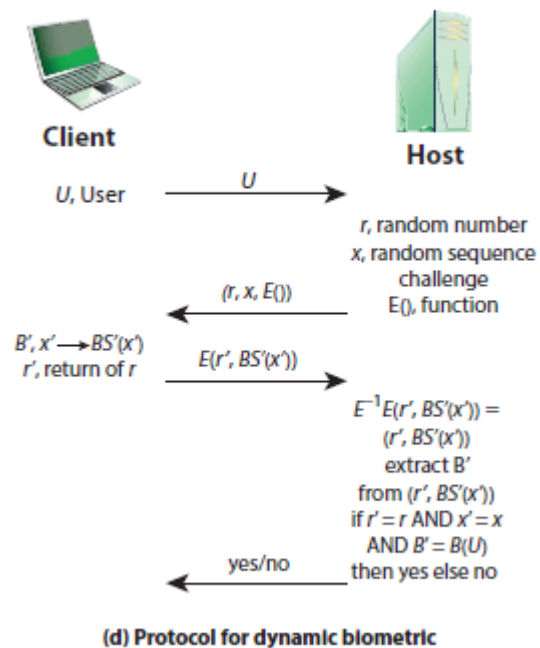 Client
Host
U, User
U
r, random number
x, random sequence
challenge
E(), function
(r, x, E())
B′, x′ → BS′(x′)
r′, return of r
E(r′, BS′(x′))
E⁻¹E(r′, BS′(x′)) =
(r′, BS′(x′))
extract B′
from (r′, BS′(x′))
if r′ = r AND x′ = x
AND B′ = B(U)
then yes else no
yes/no
(d) Protocol for dynamic biometric